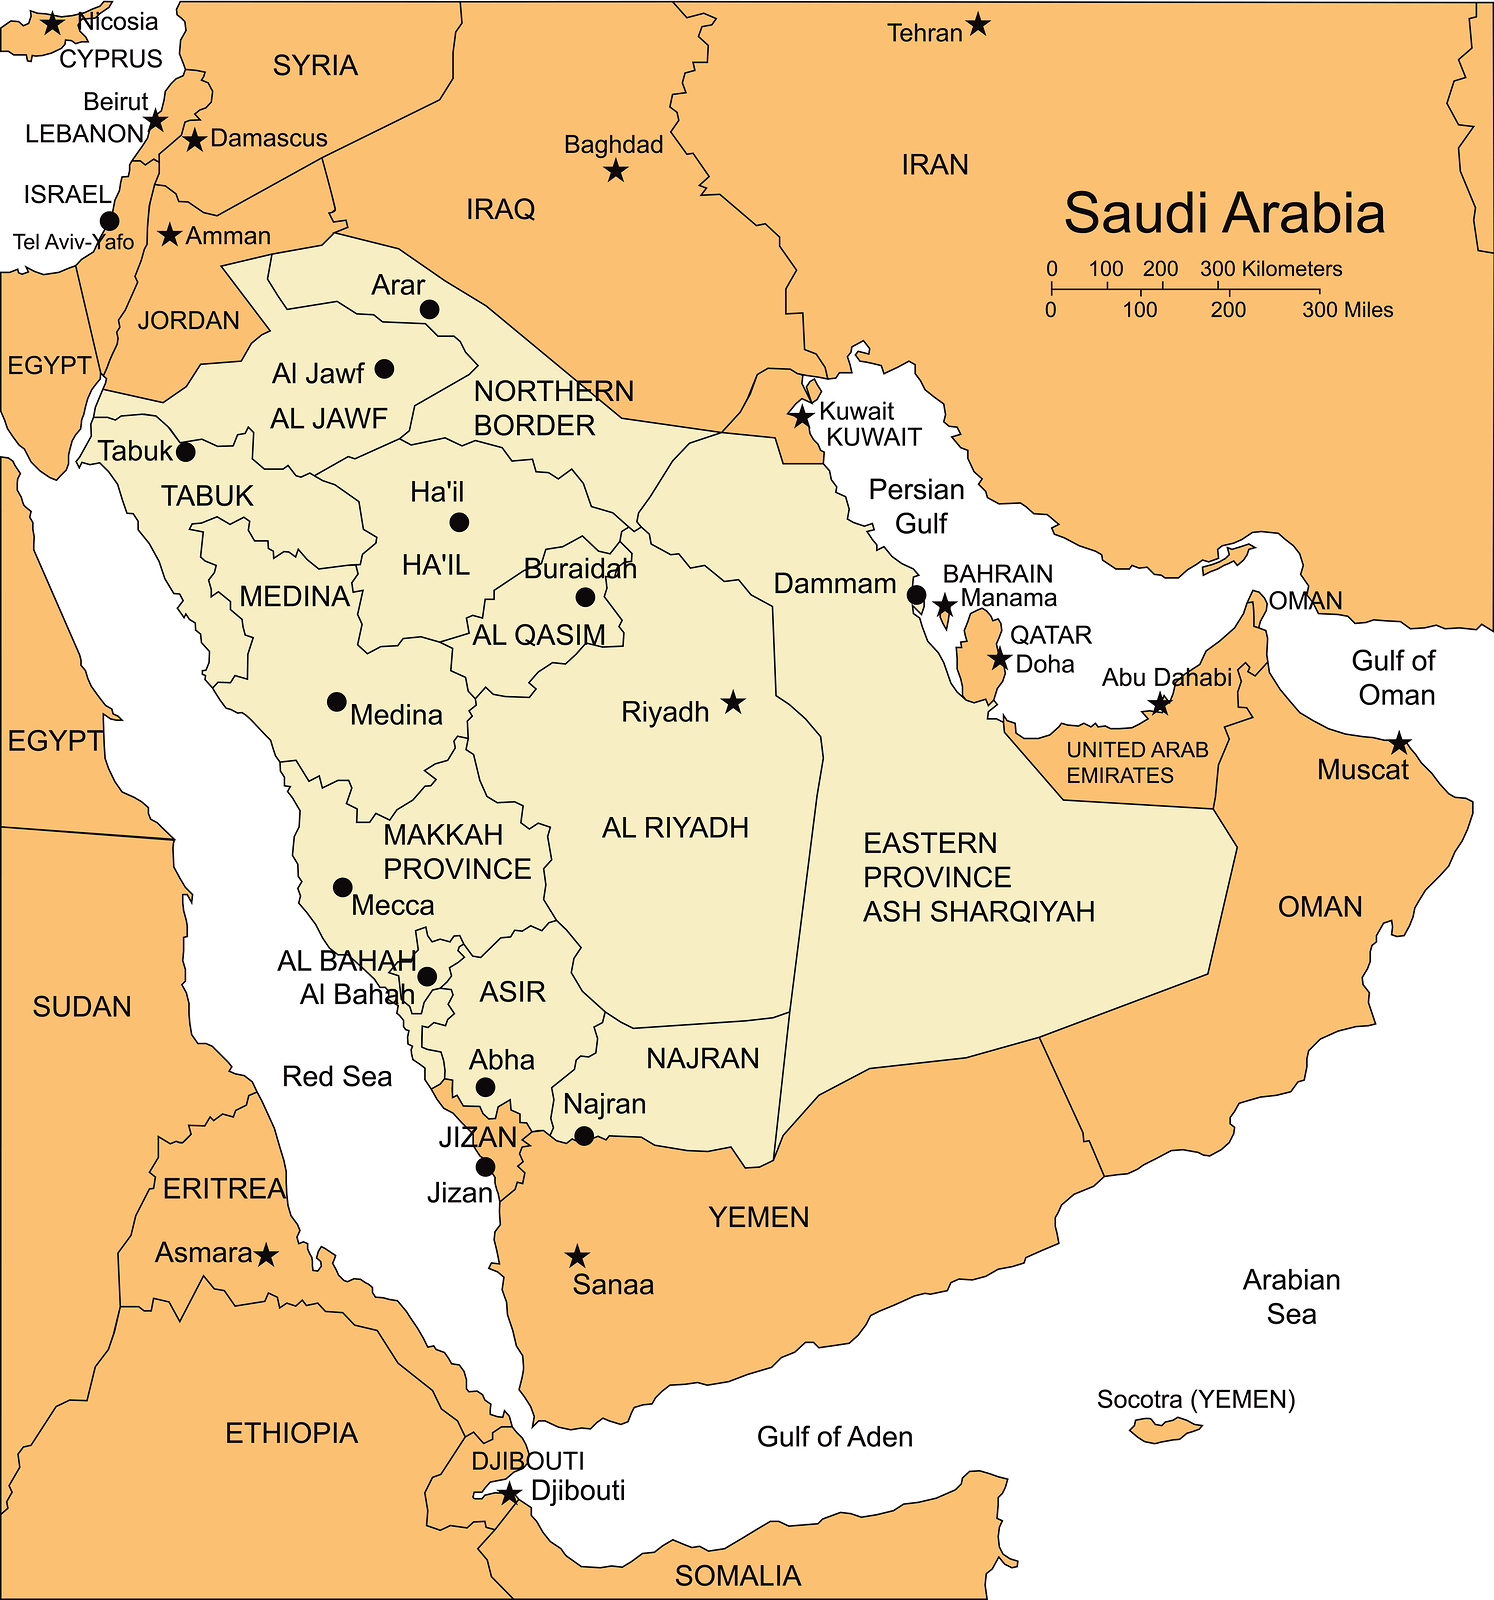 Nicosia
CYPRUS
SYRIA
Tehran
Beirut
LEBANON
Damascus
Baghdad
IRAN
ISRAEL
Tel Aviv-Yafo
Amman
IRAQ
Saudi Arabia
0 100 200 300 Kilometers
0 100 200 300 Miles
Arar
JORDAN
EGYPT
Al Jawf
AL JAWF
NORTHERN
BORDER
Kuwait
KUWAIT
Tabuk
TABUK
Ha'il
HA'IL
Persian
Gulf
MEDINA
Buraidah
AL QASIM
Dammam
BAHRAIN
Manama
QATAR
Doha
OMAN
Abu Dahabi
Gulf of
Oman
Medina
Riyadh
EGYPT
UNITED ARAB
EMIRATES
Muscat
MAKKAH
PROVINCE
AL RIYADH
EASTERN
PROVINCE
ASH SHARQIYAH
OMAN
Mecca
AL BAHAH
Al Bahah
ASIR
SUDAN
Red Sea
Abha
NAJRAN
Najran
JIZAN
Jizan
ERITREA
Asmara
YEMEN
Sanaa
Arabian
Sea
Socotra (YEMEN)
ETHIOPIA
Gulf of Aden
DJIBOUTI
Djibouti
SOMALIA